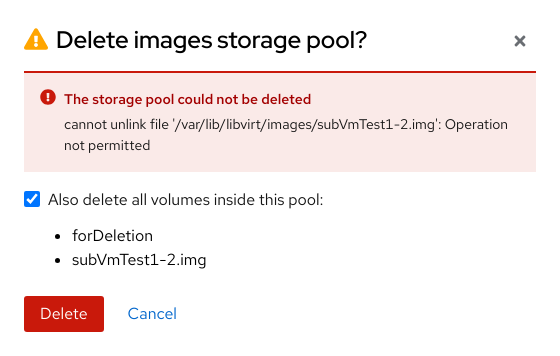 Delete images storage pool?
The storage pool could not be deleted
cannot unlink file '/var/lib/libvirt/images/subVmTest1-2.img': Operation
not permitted
Also delete all volumes inside this pool:
forDeletion
subVmTest1-2.img
Delete Cancel